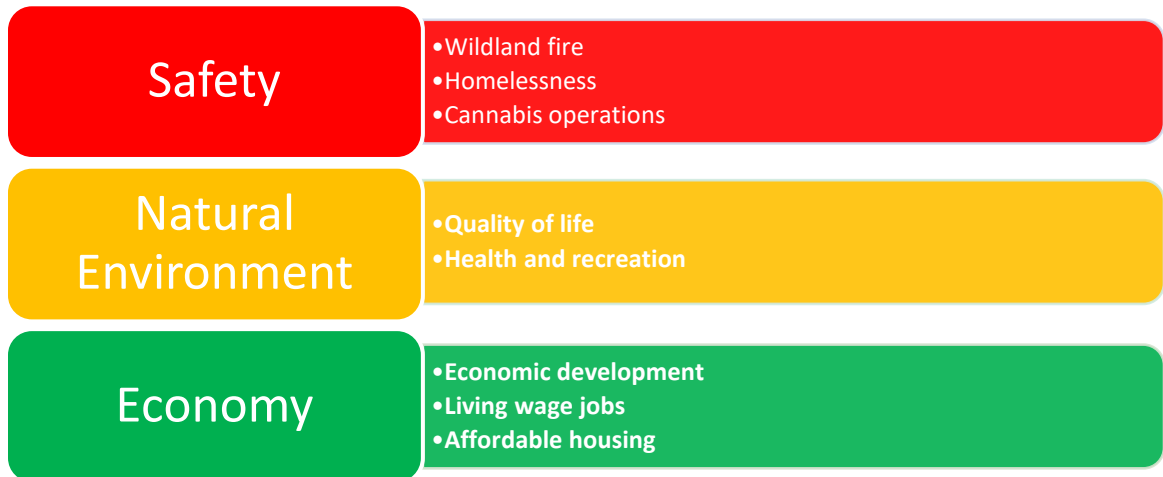 Safety
•Wildland fire
•Homelessness
•Cannabis operations
Natural
Environment
•Quality of life
•Health and recreation
Economy
•Economic development
•Living wage jobs
•Affordable housing